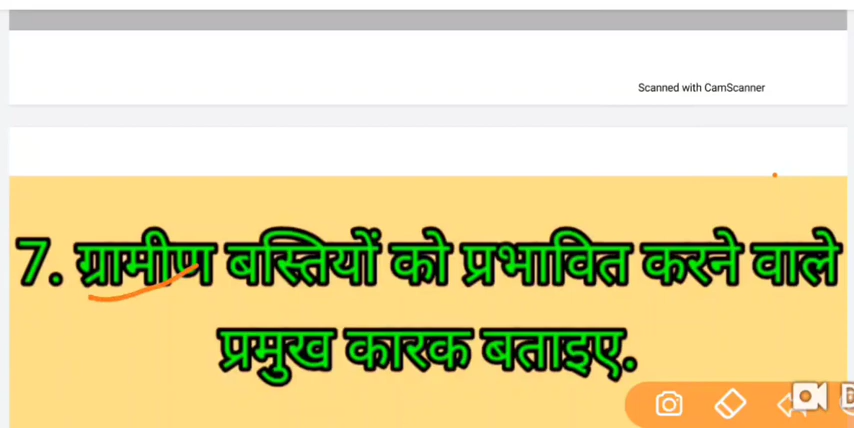 Scanned with CamScanner
7. ग्रामीण बस्तियों को प्रभावित करने वाले
प्रमुख कारक बताइए.